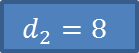 d₂ = 8